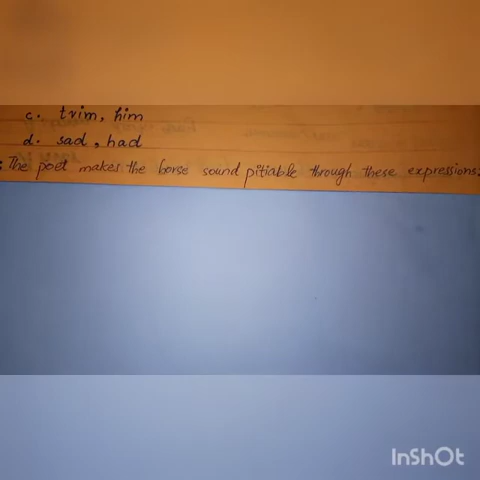 c. trim, him
d. sad, had
: The poet makes the horse sound pitiable through these expressions:
InShOt